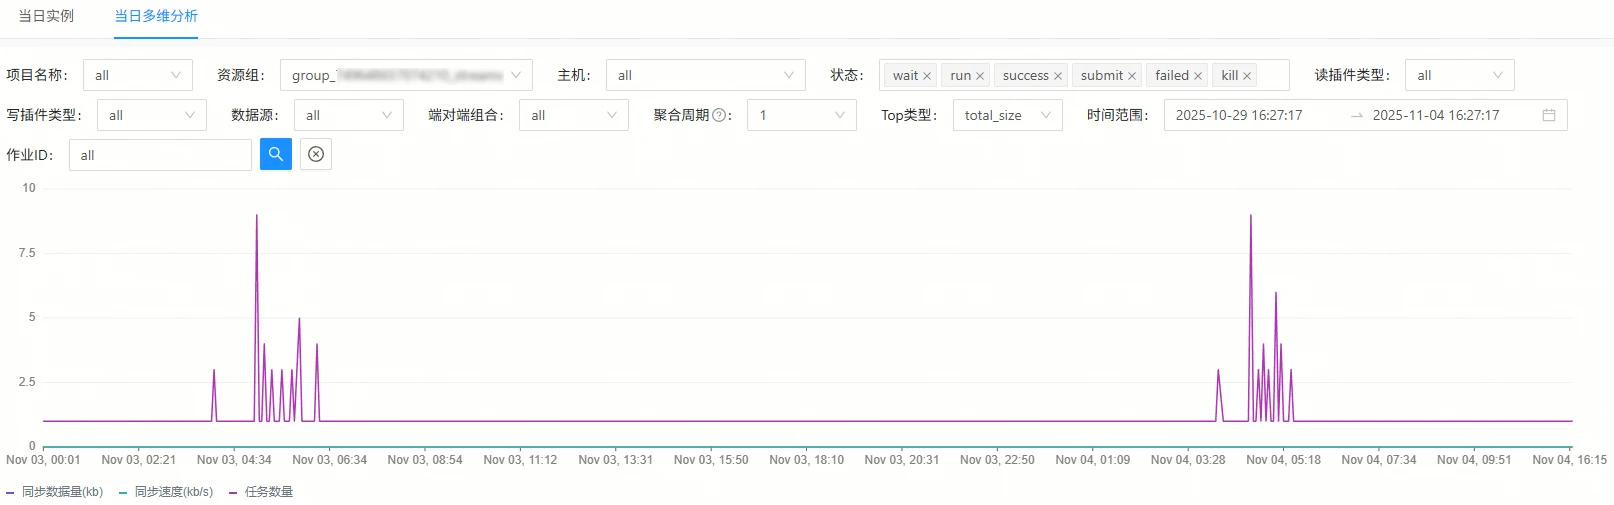 当日实例 当日多维分析
项目名称： all 资源组： group_ 主机： all 状态： wait × run × success × submit × failed × kill × 读插件类型： all
写插件类型： all 数据源： all 端对端组合： all 聚合周期?： 1 Top类型： total_size 时间范围： 2025-10-29 16:27:17 → 2025-11-04 16:27:17
作业ID： all
10
7.5
5
2.5
0
Nov 03, 00:01 Nov 03, 02:21 Nov 03, 04:34 Nov 03, 06:34 Nov 03, 08:54 Nov 03, 11:12 Nov 03, 13:31 Nov 03, 15:50 Nov 03, 18:10 Nov 03, 20:31 Nov 03, 22:50 Nov 04, 01:09 Nov 04, 03:28 Nov 04, 05:18 Nov 04, 07:34 Nov 04, 09:51 Nov 04, 16:15
同步数据量(kb) 同步速度(kb/s) 任务数量